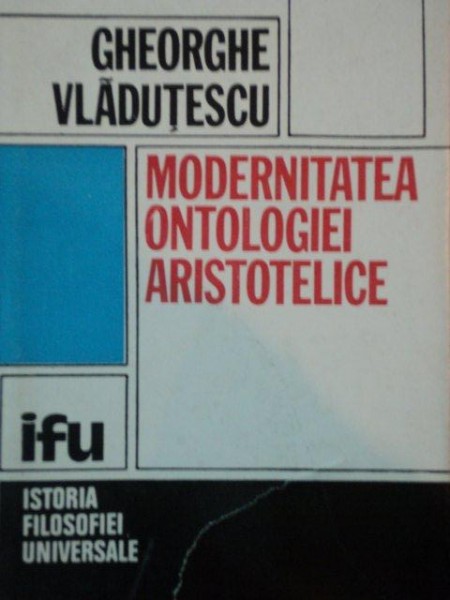 GHEORGHE
VLĂDUȚESCU
MODERNITATEA
ONTOLOGIEI
ARISTOTELICE
ifu
ISTORIA
FILOSOFIEI
UNIVERSALE